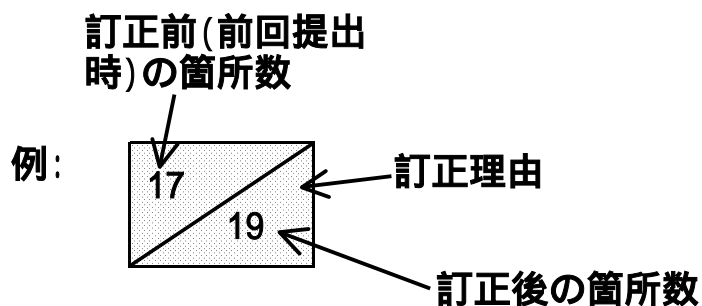 訂正前(前回提出
時)の箇所数
例:
17
訂正理由
19
訂正後の箇所数